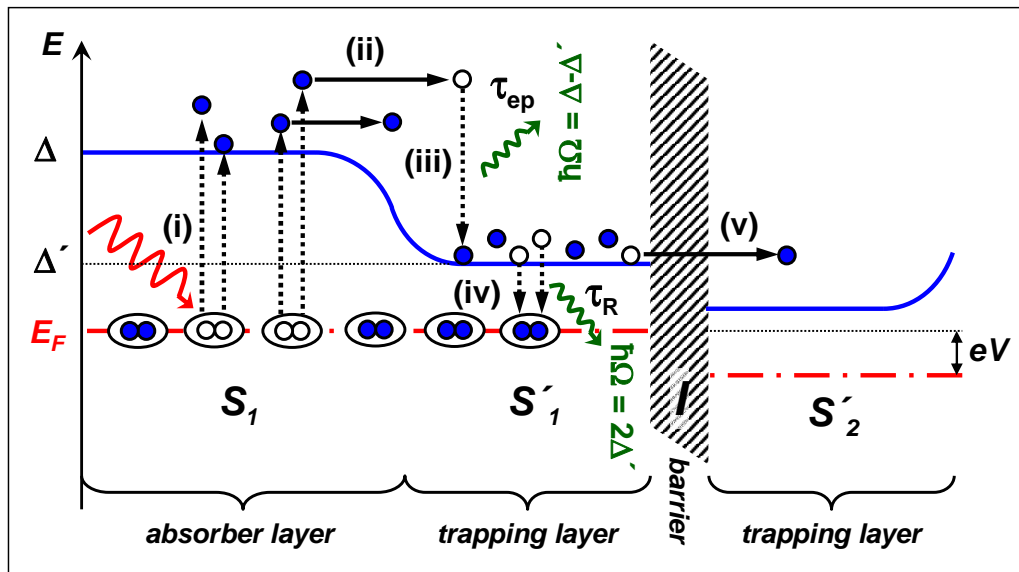 E
(ii)
τep
ħΩ = Δ-Δ´
Δ
(iii)
(i)
(v)
Δ´
(iv)
τR
EF
ħΩ = 2Δ´
eV
S1
S´1
I
S´2
absorber layer
trapping layer
barrier
trapping layer